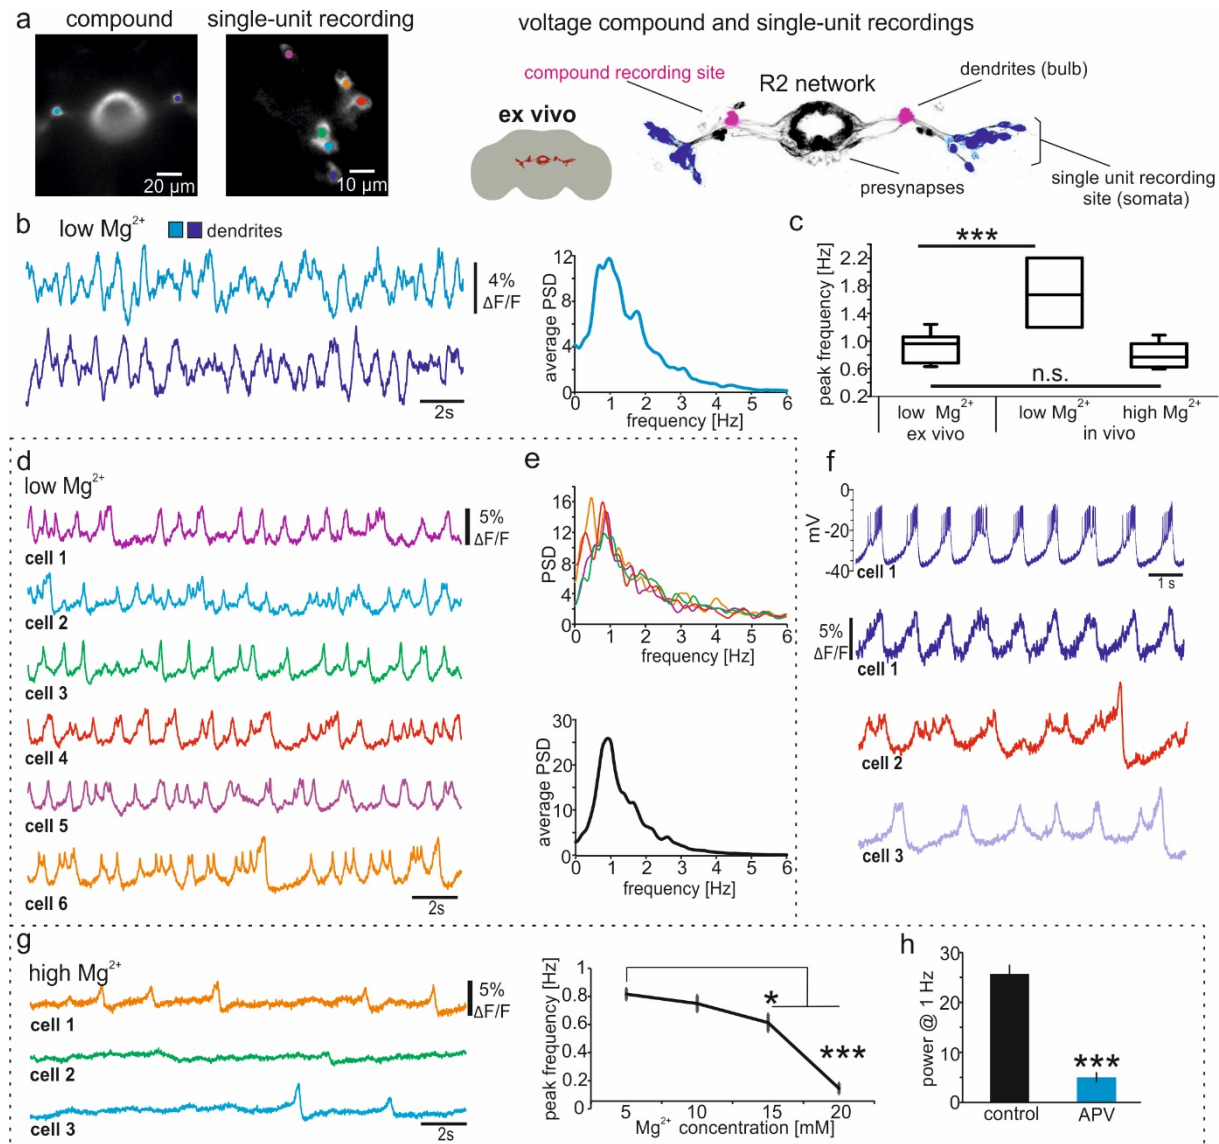 a
compound
single-unit recording
20 µm
10 µm
voltage compound and single-unit recordings
compound recording site
R2 network
dendrites (bulb)
ex vivo
presynapses
single unit recording
site (somata)
b
low Mg2+
dendrites
4%
ΔF/F
2s
average PSD
12
8
4
0
0 1 2 3 4 5 6
frequency [Hz]
c
peak frequency [Hz]
2.2
1.8
1.4
1.0
0.6
0.2
***
n.s.
low Mg2+
low Mg2+
high Mg2+
ex vivo
in vivo
d
low Mg2+
5%
ΔF/F
cell 1
cell 2
cell 3
cell 4
cell 5
cell 6
2s
e
PSD
16
12
8
4
0
0 1 2 3 4 5 6
frequency [Hz]
average PSD
30
20
10
0
0 1 2 3 4 5 6
frequency [Hz]
f
mV
0
-20
-40
cell 1
1 s
5%
ΔF/F
cell 1
cell 2
cell 3
g
high Mg2+
5%
ΔF/F
cell 1
cell 2
cell 3
2s
peak frequency [Hz]
1
0.8
0.6
0.4
0.2
0
*
***
5 10 15 20
Mg2+ concentration [mM]
h
power @ 1 Hz
30
20
10
0
***
control
APV